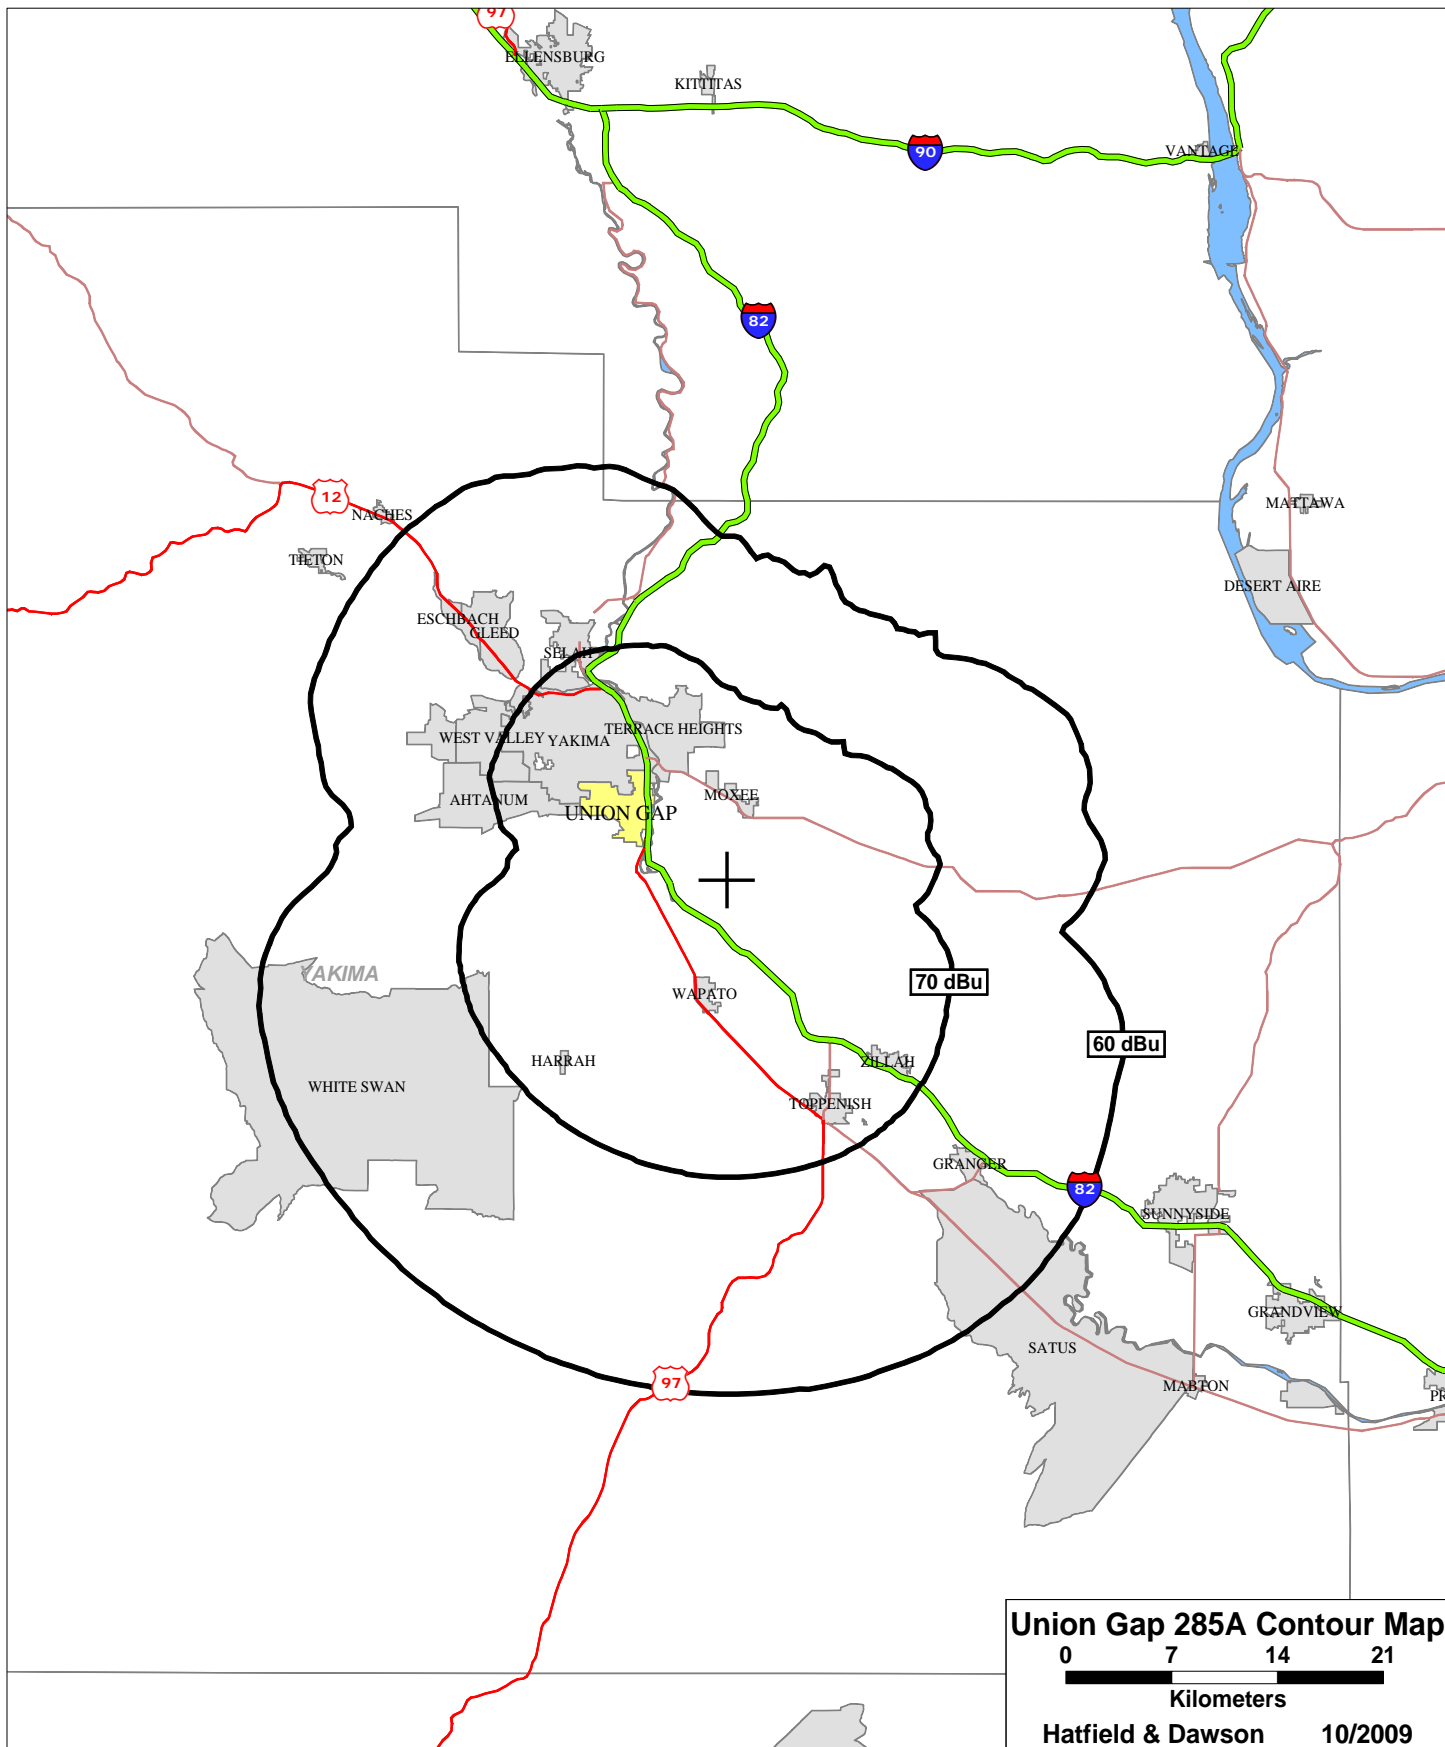 97
ELLENSBURG
KITTITAS
90
VANTAGE
82
12
NACHES
MATTAWA
TIETON
DESERT AIRE
ESCHBACH
GLEED
SELAH
TERRACE HEIGHTS
WEST VALLEY
YAKIMA
MOXEE
AHTANUM
UNION GAP
YAKIMA
70 dBu
WAPATO
60 dBu
HARRAH
ZILLAH
WHITE SWAN
TOPPENISH
GRANGER
82
SUNNYSIDE
GRANDVIEW
SATUS
97
MABTON
PR
Union Gap 285A Contour Map
0 7 14 21
Kilometers
Hatfield & Dawson 10/2009